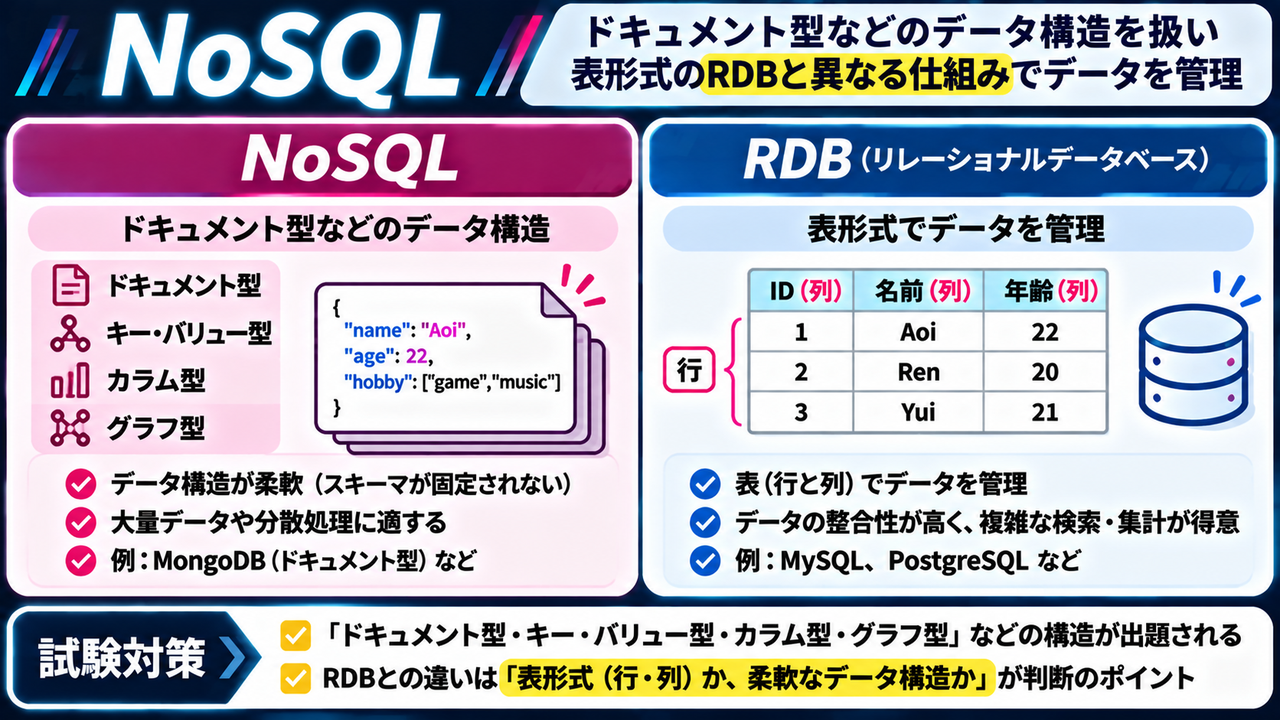 NoSQL
ドキュメント型などのデータ構造を扱い
表形式のRDBと異なる仕組みでデータを管理
NoSQL
ドキュメント型などのデータ構造
ドキュメント型
キー・バリュー型
カラム型
グラフ型
{
"name": "Aoi",
"age": 22,
"hobby": ["game","music"]
}
データ構造が柔軟（スキーマが固定されない）
大量データや分散処理に適する
例：MongoDB（ドキュメント型）など
RDB（リレーショナルデータベース）
表形式でデータを管理
ID（列） 名前（列） 年齢（列）
行
1 Aoi 22
2 Ren 20
3 Yui 21
表（行と列）でデータを管理
データの整合性が高く、複雑な検索・集計が得意
例：MySQL、PostgreSQL など
試験対策
「ドキュメント型・キー・バリュー型・カラム型・グラフ型」などの構造が出題される
RDBとの違いは「表形式（行・列）か、柔軟なデータ構造か」が判断のポイント